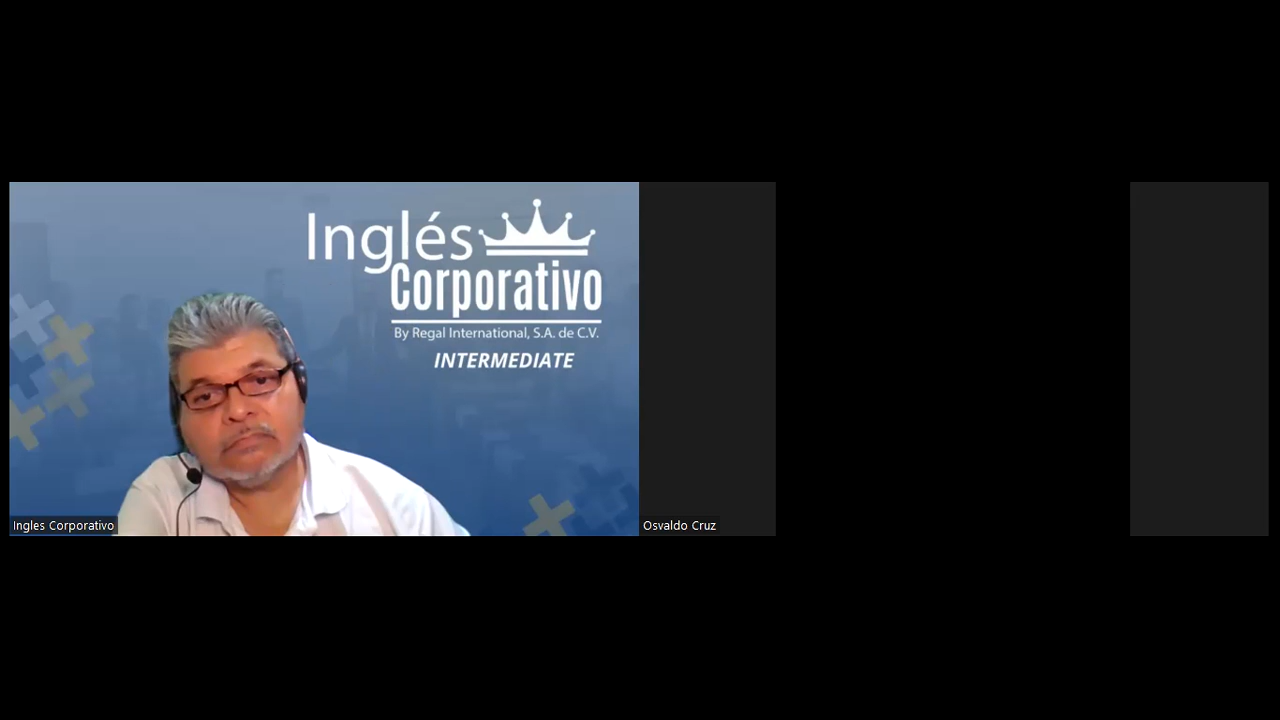 Inglés
Corporativo
By Regal International, S.A. de C.V.
INTERMEDIATE
Ingles Corporativo
Osvaldo Cruz